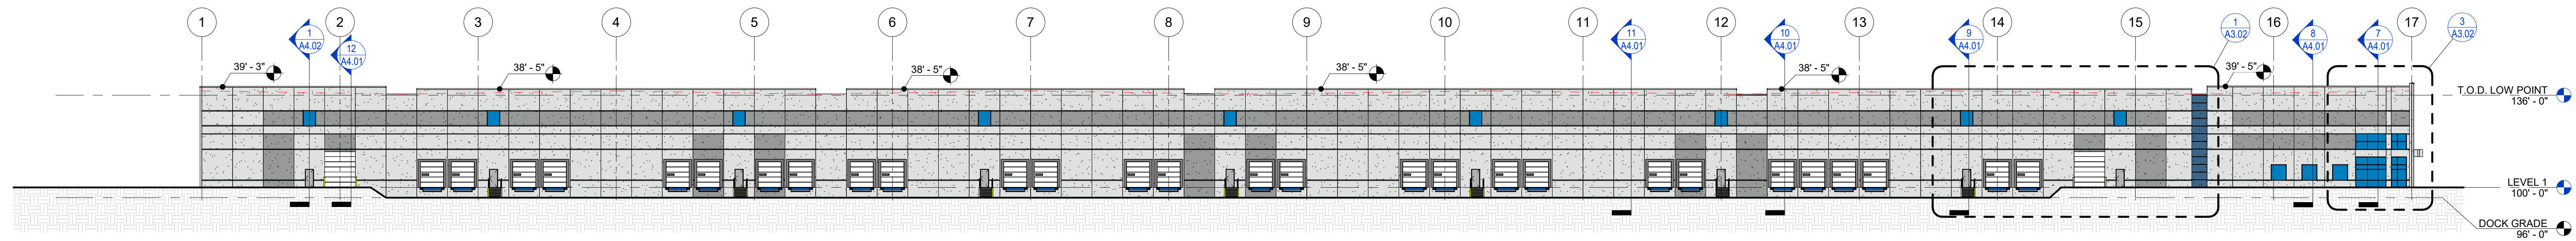 1
2
3
4
5
6
7
8
9
10
11
12
13
14
15
16
17
1
A4.02
12
A4.01
11
A4.01
10
A4.01
9
A4.01
1
A3.02
8
A4.01
7
A4.01
3
A3.02
39' - 3"
38' - 5"
38' - 5"
38' - 5"
38' - 5"
39' - 5"
T.O.D. LOW POINT
136' - 0"
LEVEL 1
100' - 0"
DOCK GRADE
96' - 0"